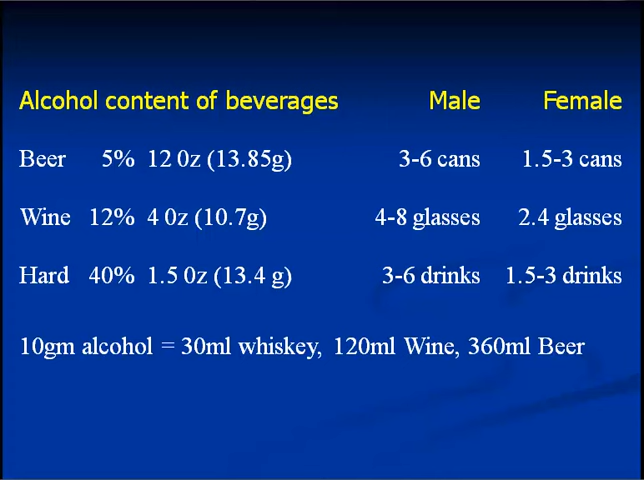 Alcohol content of beverages Male Female
Beer 5% 12 0z (13.85g) 3-6 cans 1.5-3 cans
Wine 12% 4 0z (10.7g) 4-8 glasses 2.4 glasses
Hard 40% 1.5 0z (13.4 g) 3-6 drinks 1.5-3 drinks
10gm alcohol = 30ml whiskey, 120ml Wine, 360ml Beer